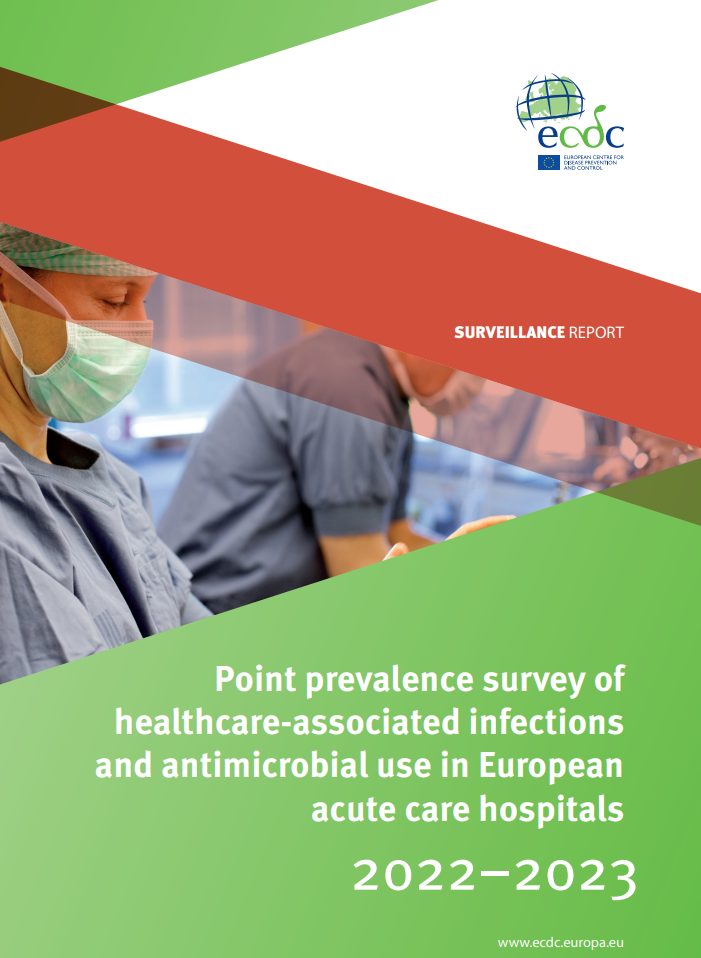 ecdc
EUROPEAN CENTRE FOR
DISEASE PREVENTION
AND CONTROL
SURVEILLANCE REPORT
Point prevalence survey of
healthcare-associated infections
and antimicrobial use in European
acute care hospitals
2022–2023
www.ecdc.europa.eu